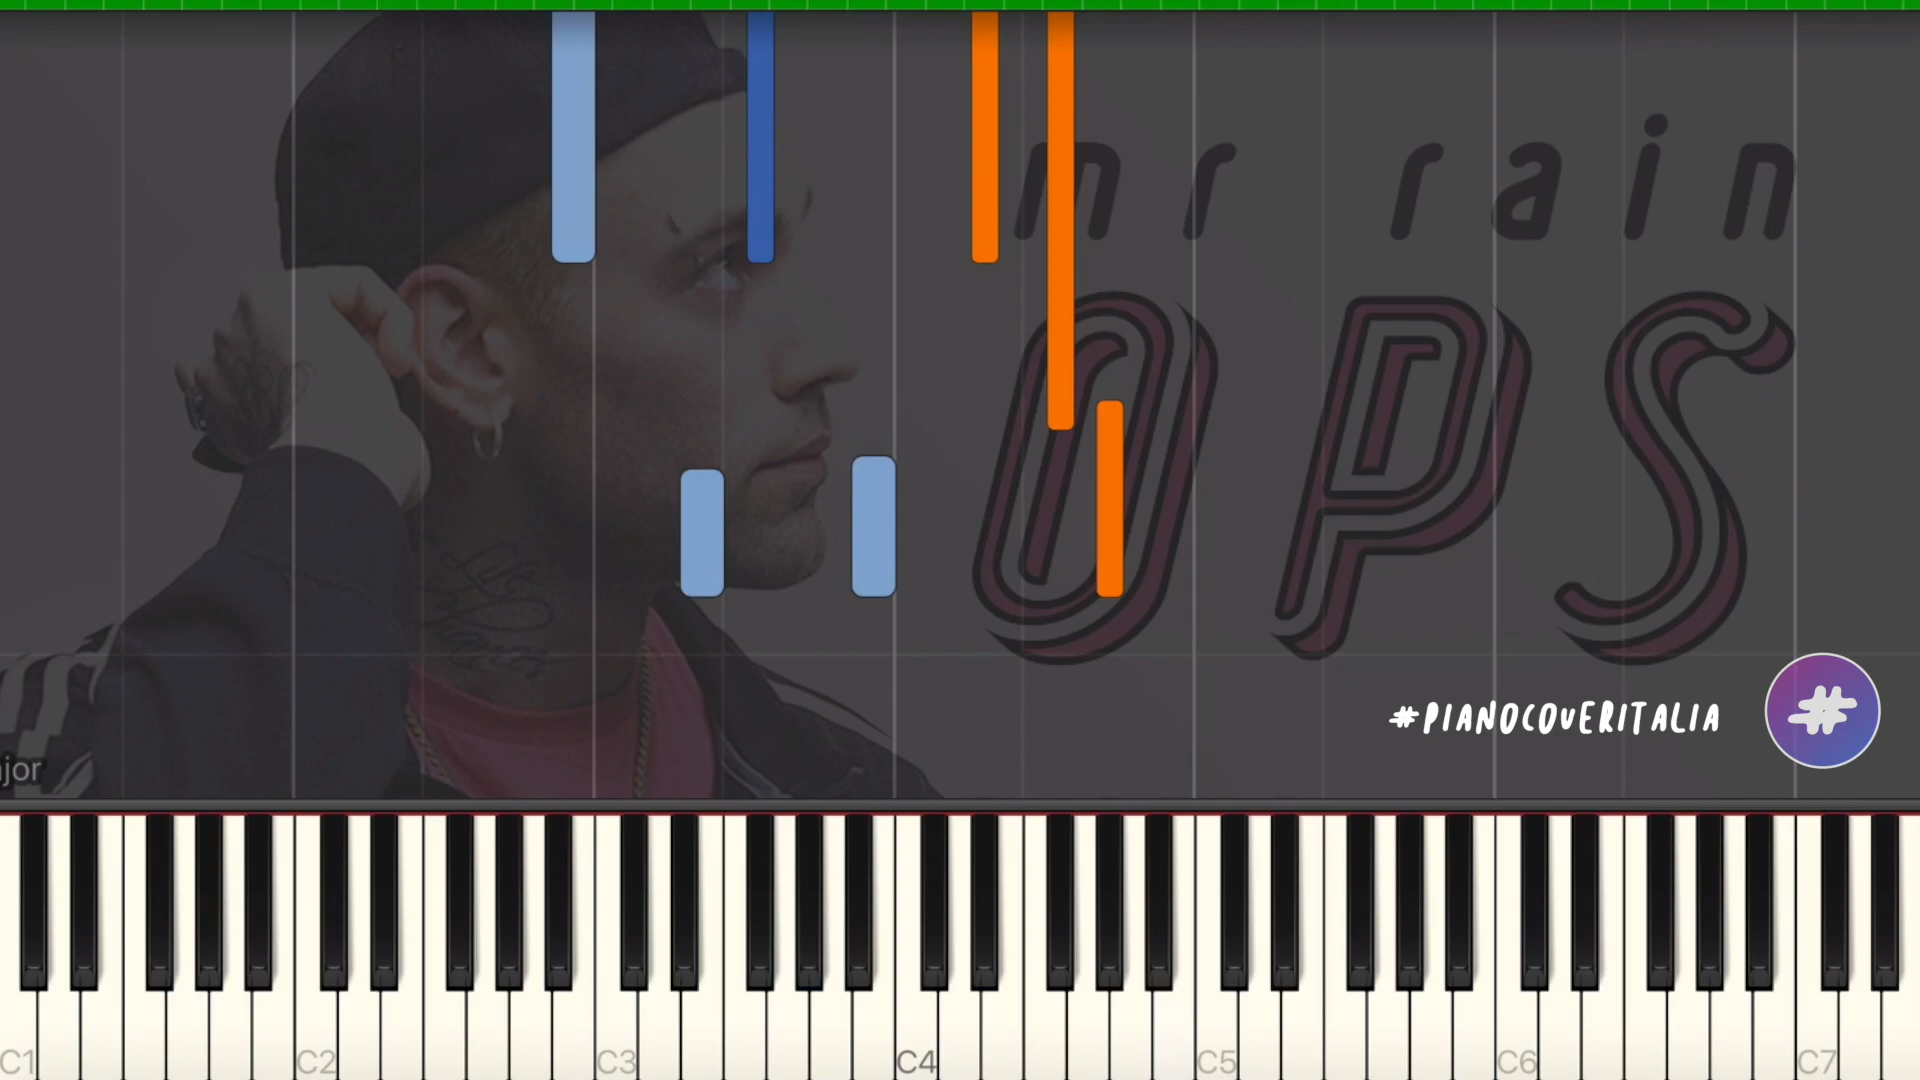 mr rain
OPS
#PIANOCOVERITALIA
#
jor
C1 C2 C3 C4 C5 C6 C7